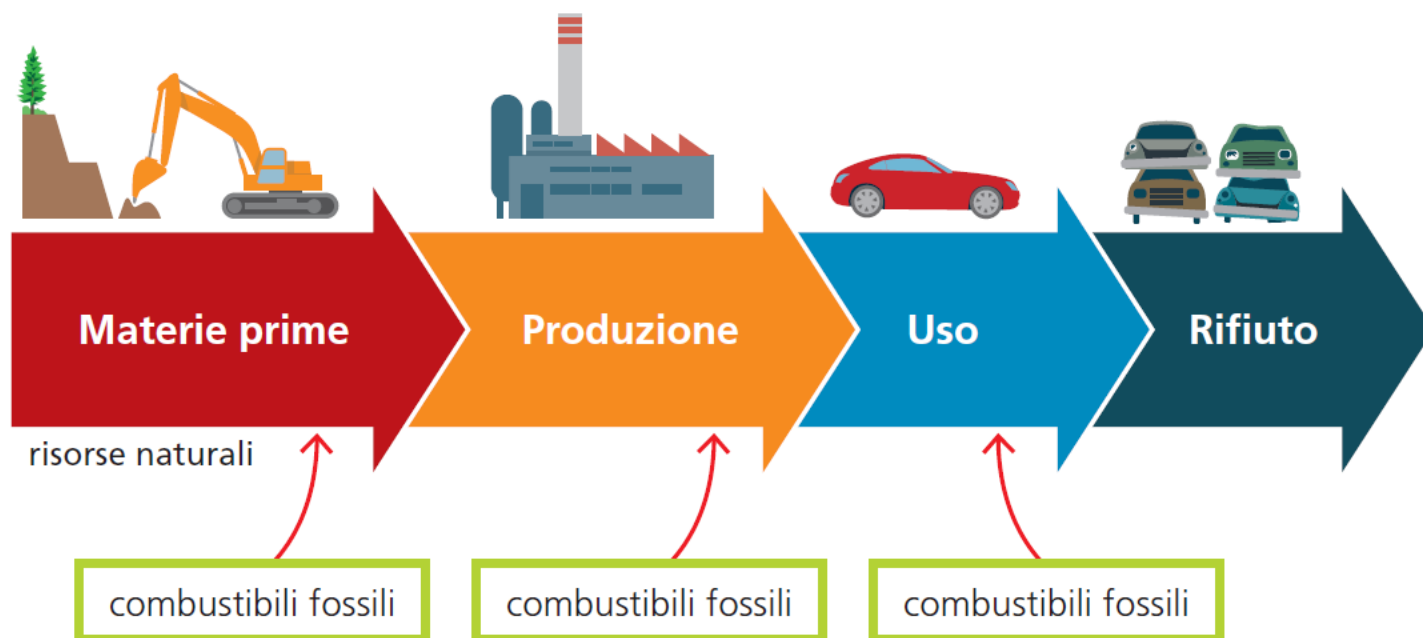 Materie prime
Produzione
Uso
Rifiuto
risorse naturali
combustibili fossili
combustibili fossili
combustibili fossili